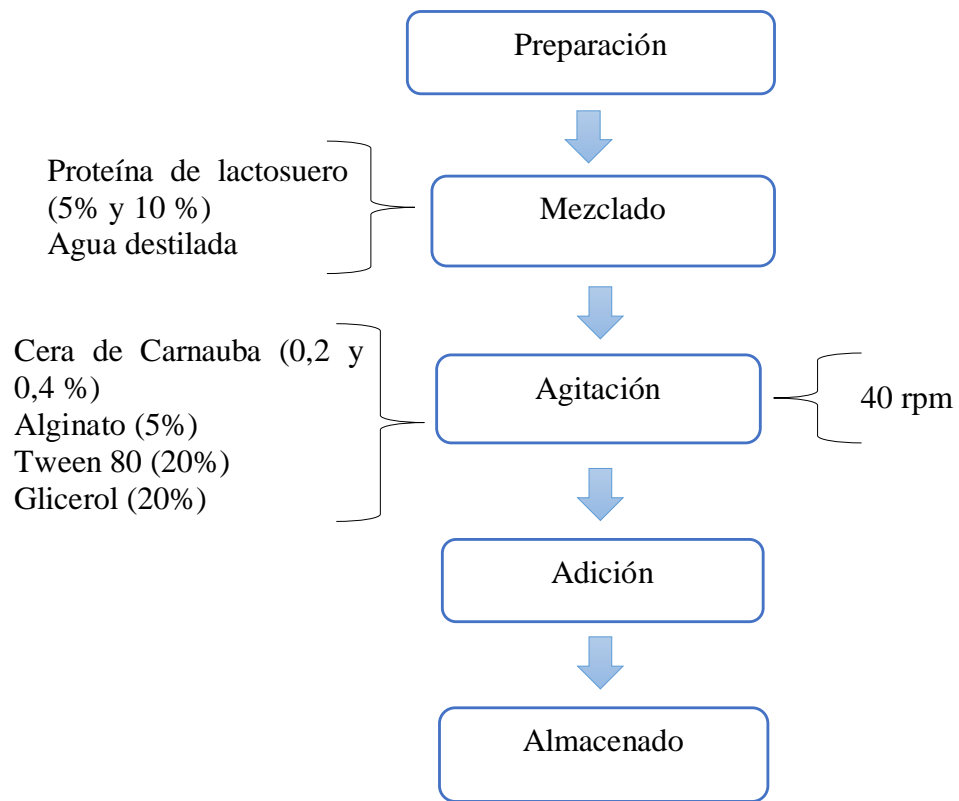 Preparación
Proteína de lactosuero
(5% y 10 %)
Agua destilada
Mezclado
Cera de Carnauba (0,2 y
0,4 %)
Alginato (5%)
Tween 80 (20%)
Glicerol (20%)
Agitación
40 rpm
Adición
Almacenado